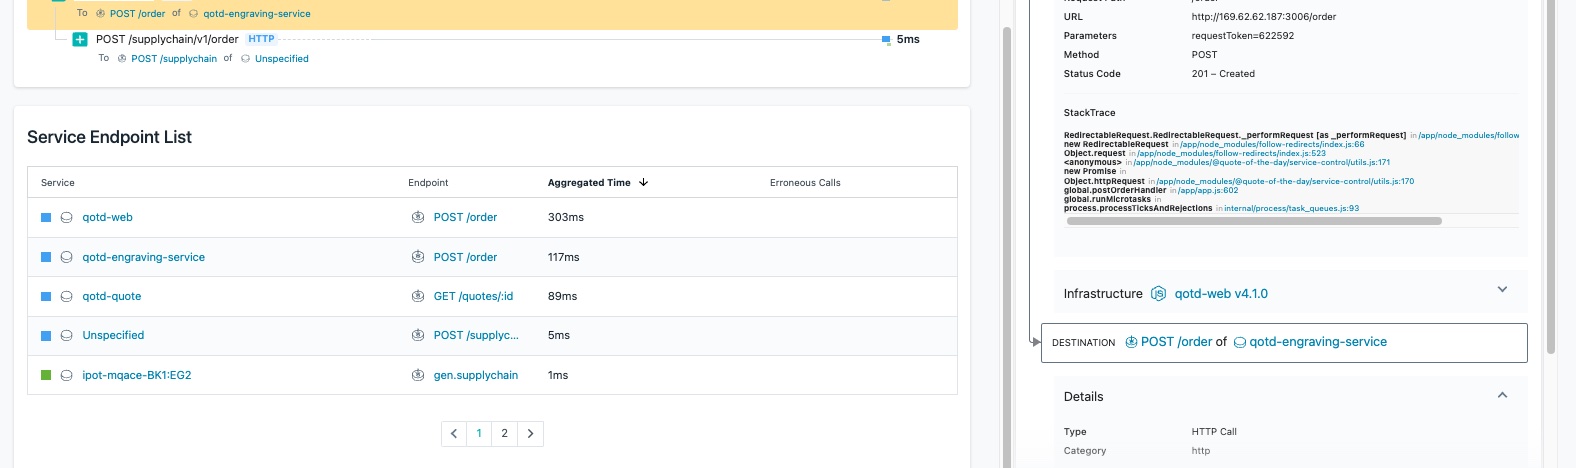 To POST /order of qotd-engraving-service
POST /supplychain/v1/order HTTP 5ms
To POST /supplychain of Unspecified
Service Endpoint List
Service Endpoint Aggregated Time Erroneous Calls
qotd-web POST /order 303ms
qotd-engraving-service POST /order 117ms
qotd-quote GET /quotes/:id 89ms
Unspecified POST /supplyc... 5ms
ipot-mqace-BK1:EG2 gen.supplychain 1ms
1 2
URL http://169.62.62.187:3006/order
Parameters requestToken=622592
Method POST
Status Code 201 – Created
StackTrace
RedirectableRequest.RedirectableRequest._performRequest [as _performRequest] in /app/node_modules/follow
new RedirectableRequest in /app/node_modules/follow-redirects/index.js:66
Object.request in /app/node_modules/follow-redirects/index.js:523
<anonymous> in /app/node_modules/@quote-of-the-day/service-control/utils.js:171
new Promise in
Object.httpRequest in /app/node_modules/@quote-of-the-day/service-control/utils.js:170
global.postOrderHandler in /app/app.js:602
global.runMicrotasks in
process.processTicksAndRejections in internal/process/task_queues.js:93
Infrastructure JS qotd-web v4.1.0
DESTINATION POST /order of qotd-engraving-service
Details
Type HTTP Call
Category http